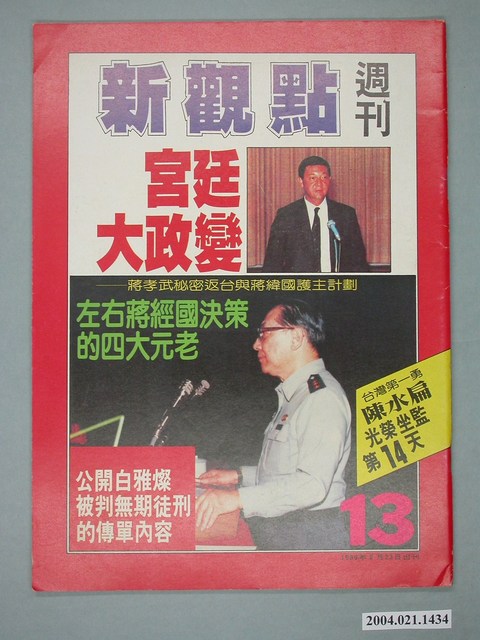 新觀點
週刊
宮廷
大政變
──蔣孝武秘密返台與蔣緯國護主計劃
左右蔣經國決策
的四大元老
台灣第一勇
陳水扁
光榮坐監
第14天
公開白雅燦
被判無期徒刑
的傳單內容
13
2004.021.1434